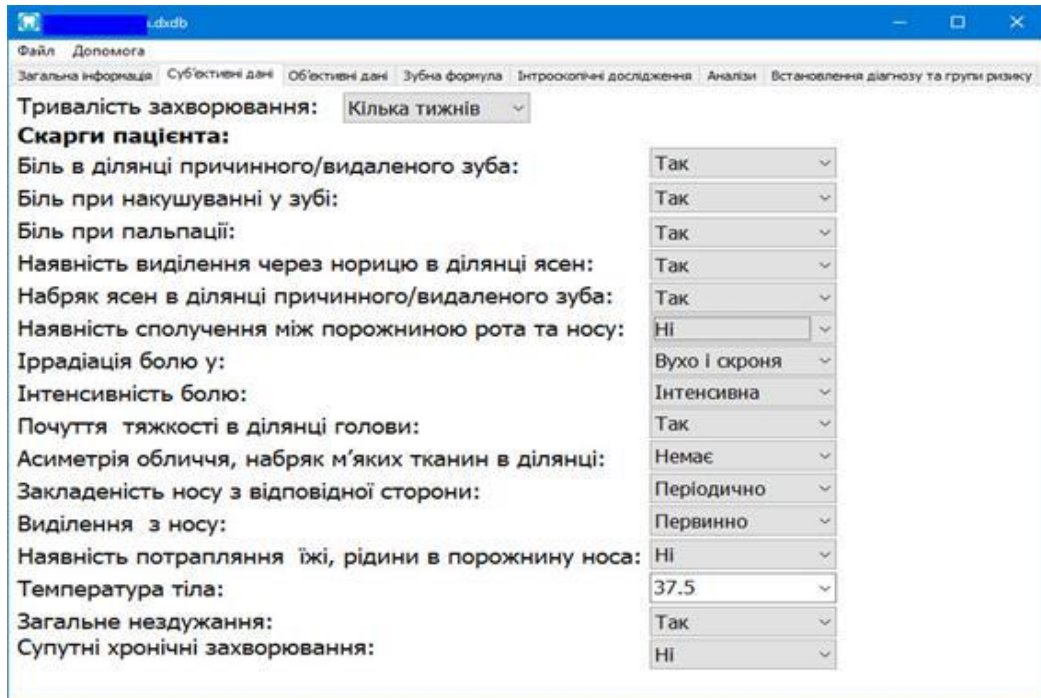 .dxdb
Файл Допомога
Загальна інформація Суб'єктивні дані Об'єктивні дані Зубна формула Інтроскопічні дослідження Аналізи Встановлення діагнозу та групи ризику
Тривалість захворювання: Кілька тижнів
Скарги пацієнта:
Біль в ділянці причинного/видаленого зуба: Так
Біль при накушуванні у зубі: Так
Біль при пальпації: Так
Наявність виділення через норицю в ділянці ясен: Так
Набряк ясен в ділянці причинного/видаленого зуба: Так
Наявність сполучення між порожниною рота та носу: Ні
Іррадіація болю у: Вухо і скроня
Інтенсивність болю: Інтенсивна
Почуття тяжкості в ділянці голови: Так
Асиметрія обличчя, набряк м'яких тканин в ділянці: Немає
Закладеність носу з відповідної сторони: Періодично
Виділення з носу: Первинно
Наявність потрапляння їжі, рідини в порожнину носа: Ні
Температура тіла: 37.5
Загальне нездужання: Так
Супутні хронічні захворювання: Ні